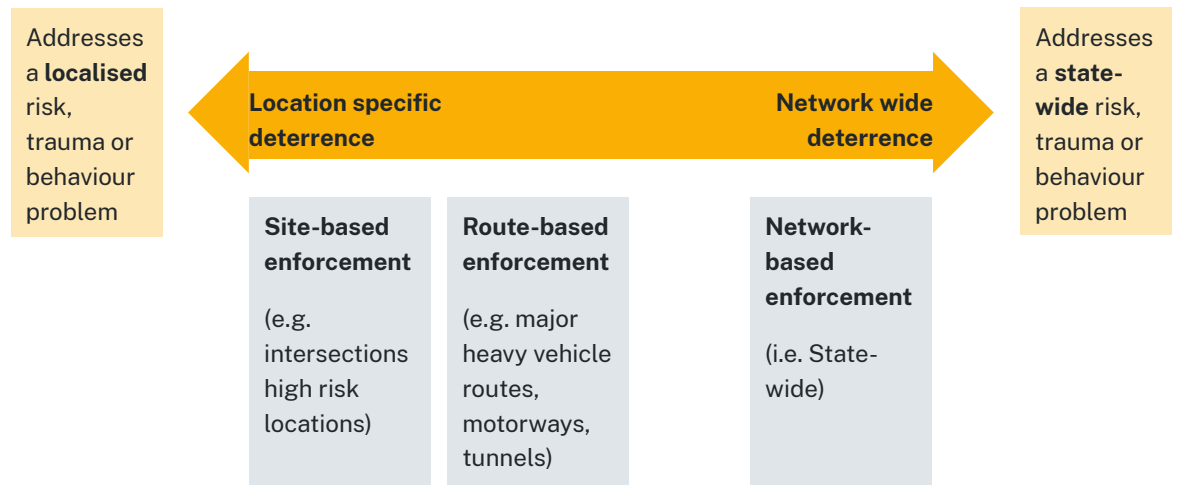 Addresses
a localised
risk,
trauma or
behaviour
problem
Location specific
deterrence
Network wide
deterrence
Addresses
a state-
wide risk,
trauma or
behaviour
problem
Site-based
enforcement
(e.g.
intersections
high risk
locations)
Route-based
enforcement
(e.g. major
heavy vehicle
routes,
motorways,
tunnels)
Network-
based
enforcement
(i.e. State-
wide)